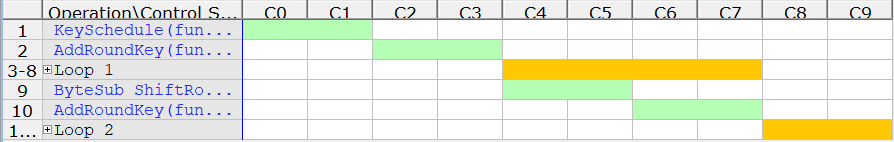 Operation\Control S... C0 C1 C2 C3 C4 C5 C6 C7 C8 C9
1 KeySchedule(fun...
2 AddRoundKey(fun...
3-8 Loop 1
9 ByteSub ShiftRo...
10 AddRoundKey(fun...
1... Loop 2